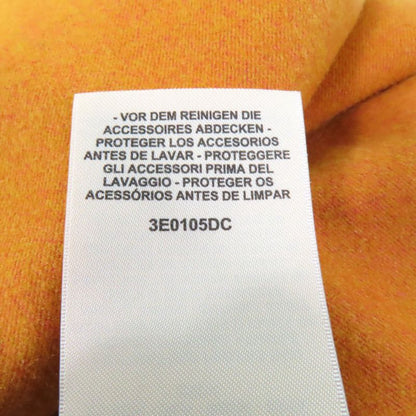 - VOR DEM REINIGEN DIE
ACCESSOIRES ABDECKEN -
PROTEGER LOS ACCESORIOS
ANTES DE LAVAR - PROTEGGERE
GLI ACCESSORI PRIMA DEL
LAVAGGIO - PROTEGER OS
ACESSÓRIOS ANTES DE LIMPAR
3E0105DC